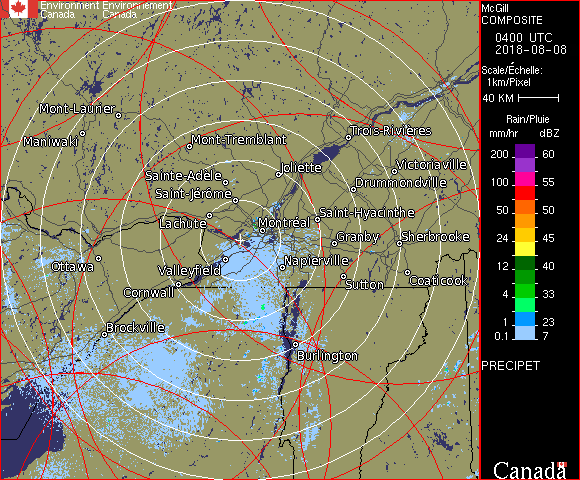 Environment Environnement
Canada Canada
McGill
COMPOSITE
0400 UTC
2018-08-08
Scale/Échelle:
1km/Pixel
40 KM
Rain/Pluie
mm/hr dBZ
200 60
100 55
50 50
24 45
12 40
4 33
1 23
0.1 7
PRECIPET
Canada
Mont-Laurier
Maniwaki
Mont-Tremblant
Trois-Rivières
Joliette
Victoriaville
Sainte-Adèle
Drummondville
Saint-Jérôme
Saint-Hyacinthe
Lachute
Montréal
Granby
Sherbrooke
Ottawa
Valleyfield
Napierville
Cornwall
Sutton
Coaticook
Brockville
Burlington